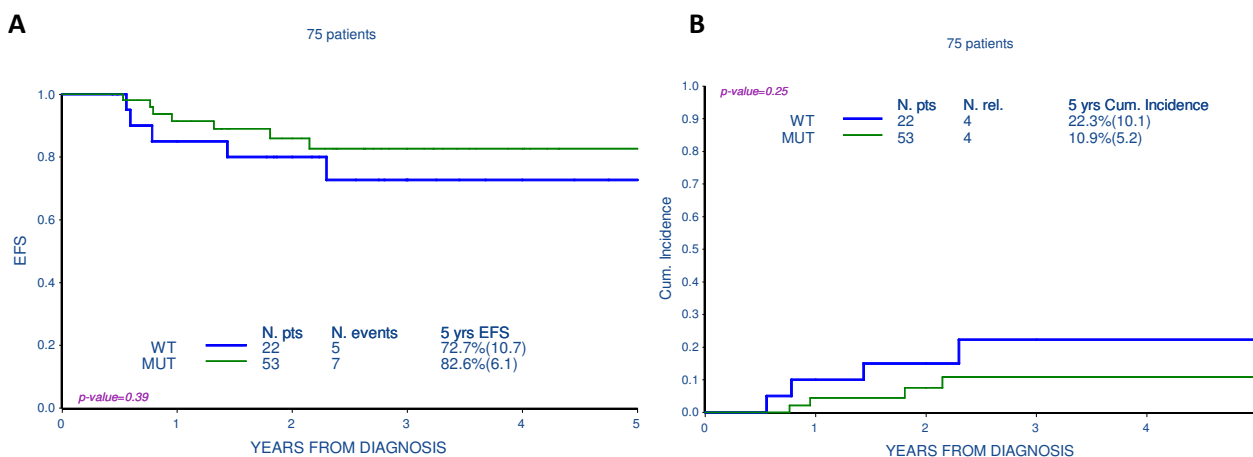 A
75 patients
1.0
0.8
0.6
0.4
0.2
0.0
EFS
N. pts N. events 5 yrs EFS
WT 22 5 72.7%(10.7)
MUT 53 7 82.6%(6.1)
p-value=0.39
0 1 2 3 4 5
YEARS FROM DIAGNOSIS
B
75 patients
1.0
0.9
0.8
0.7
0.6
0.5
0.4
0.3
0.2
0.1
0.0
Cum. Incidence
p-value=0.25
N. pts N. rel. 5 yrs Cum. Incidence
WT 22 4 22.3%(10.1)
MUT 53 4 10.9%(5.2)
0 1 2 3 4
YEARS FROM DIAGNOSIS